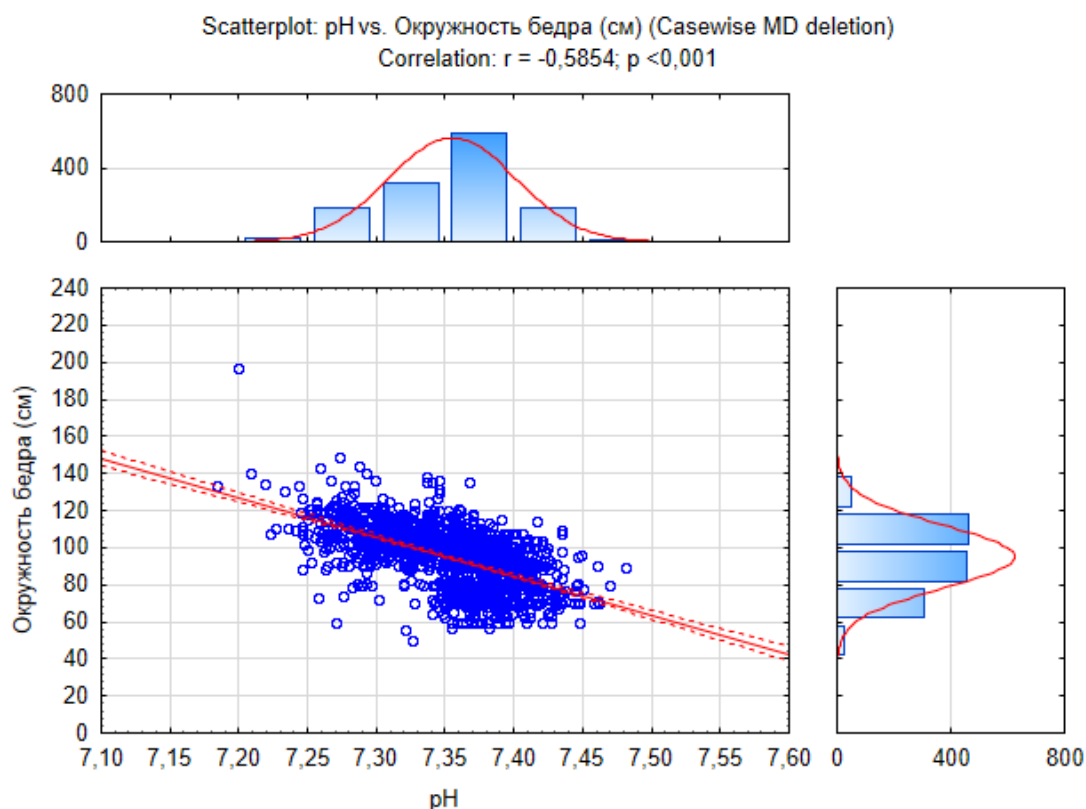 Scatterplot: pH vs. Окружность бедра (см) (Casewise MD deletion)
Correlation: r = -0,5854; p <0,001
800
400
0
Окружность бедра (см)
240
220
200
180
160
140
120
100
80
60
40
20
0
7,10 7,15 7,20 7,25 7,30 7,35 7,40 7,45 7,50 7,55 7,60
pH
0 400 800